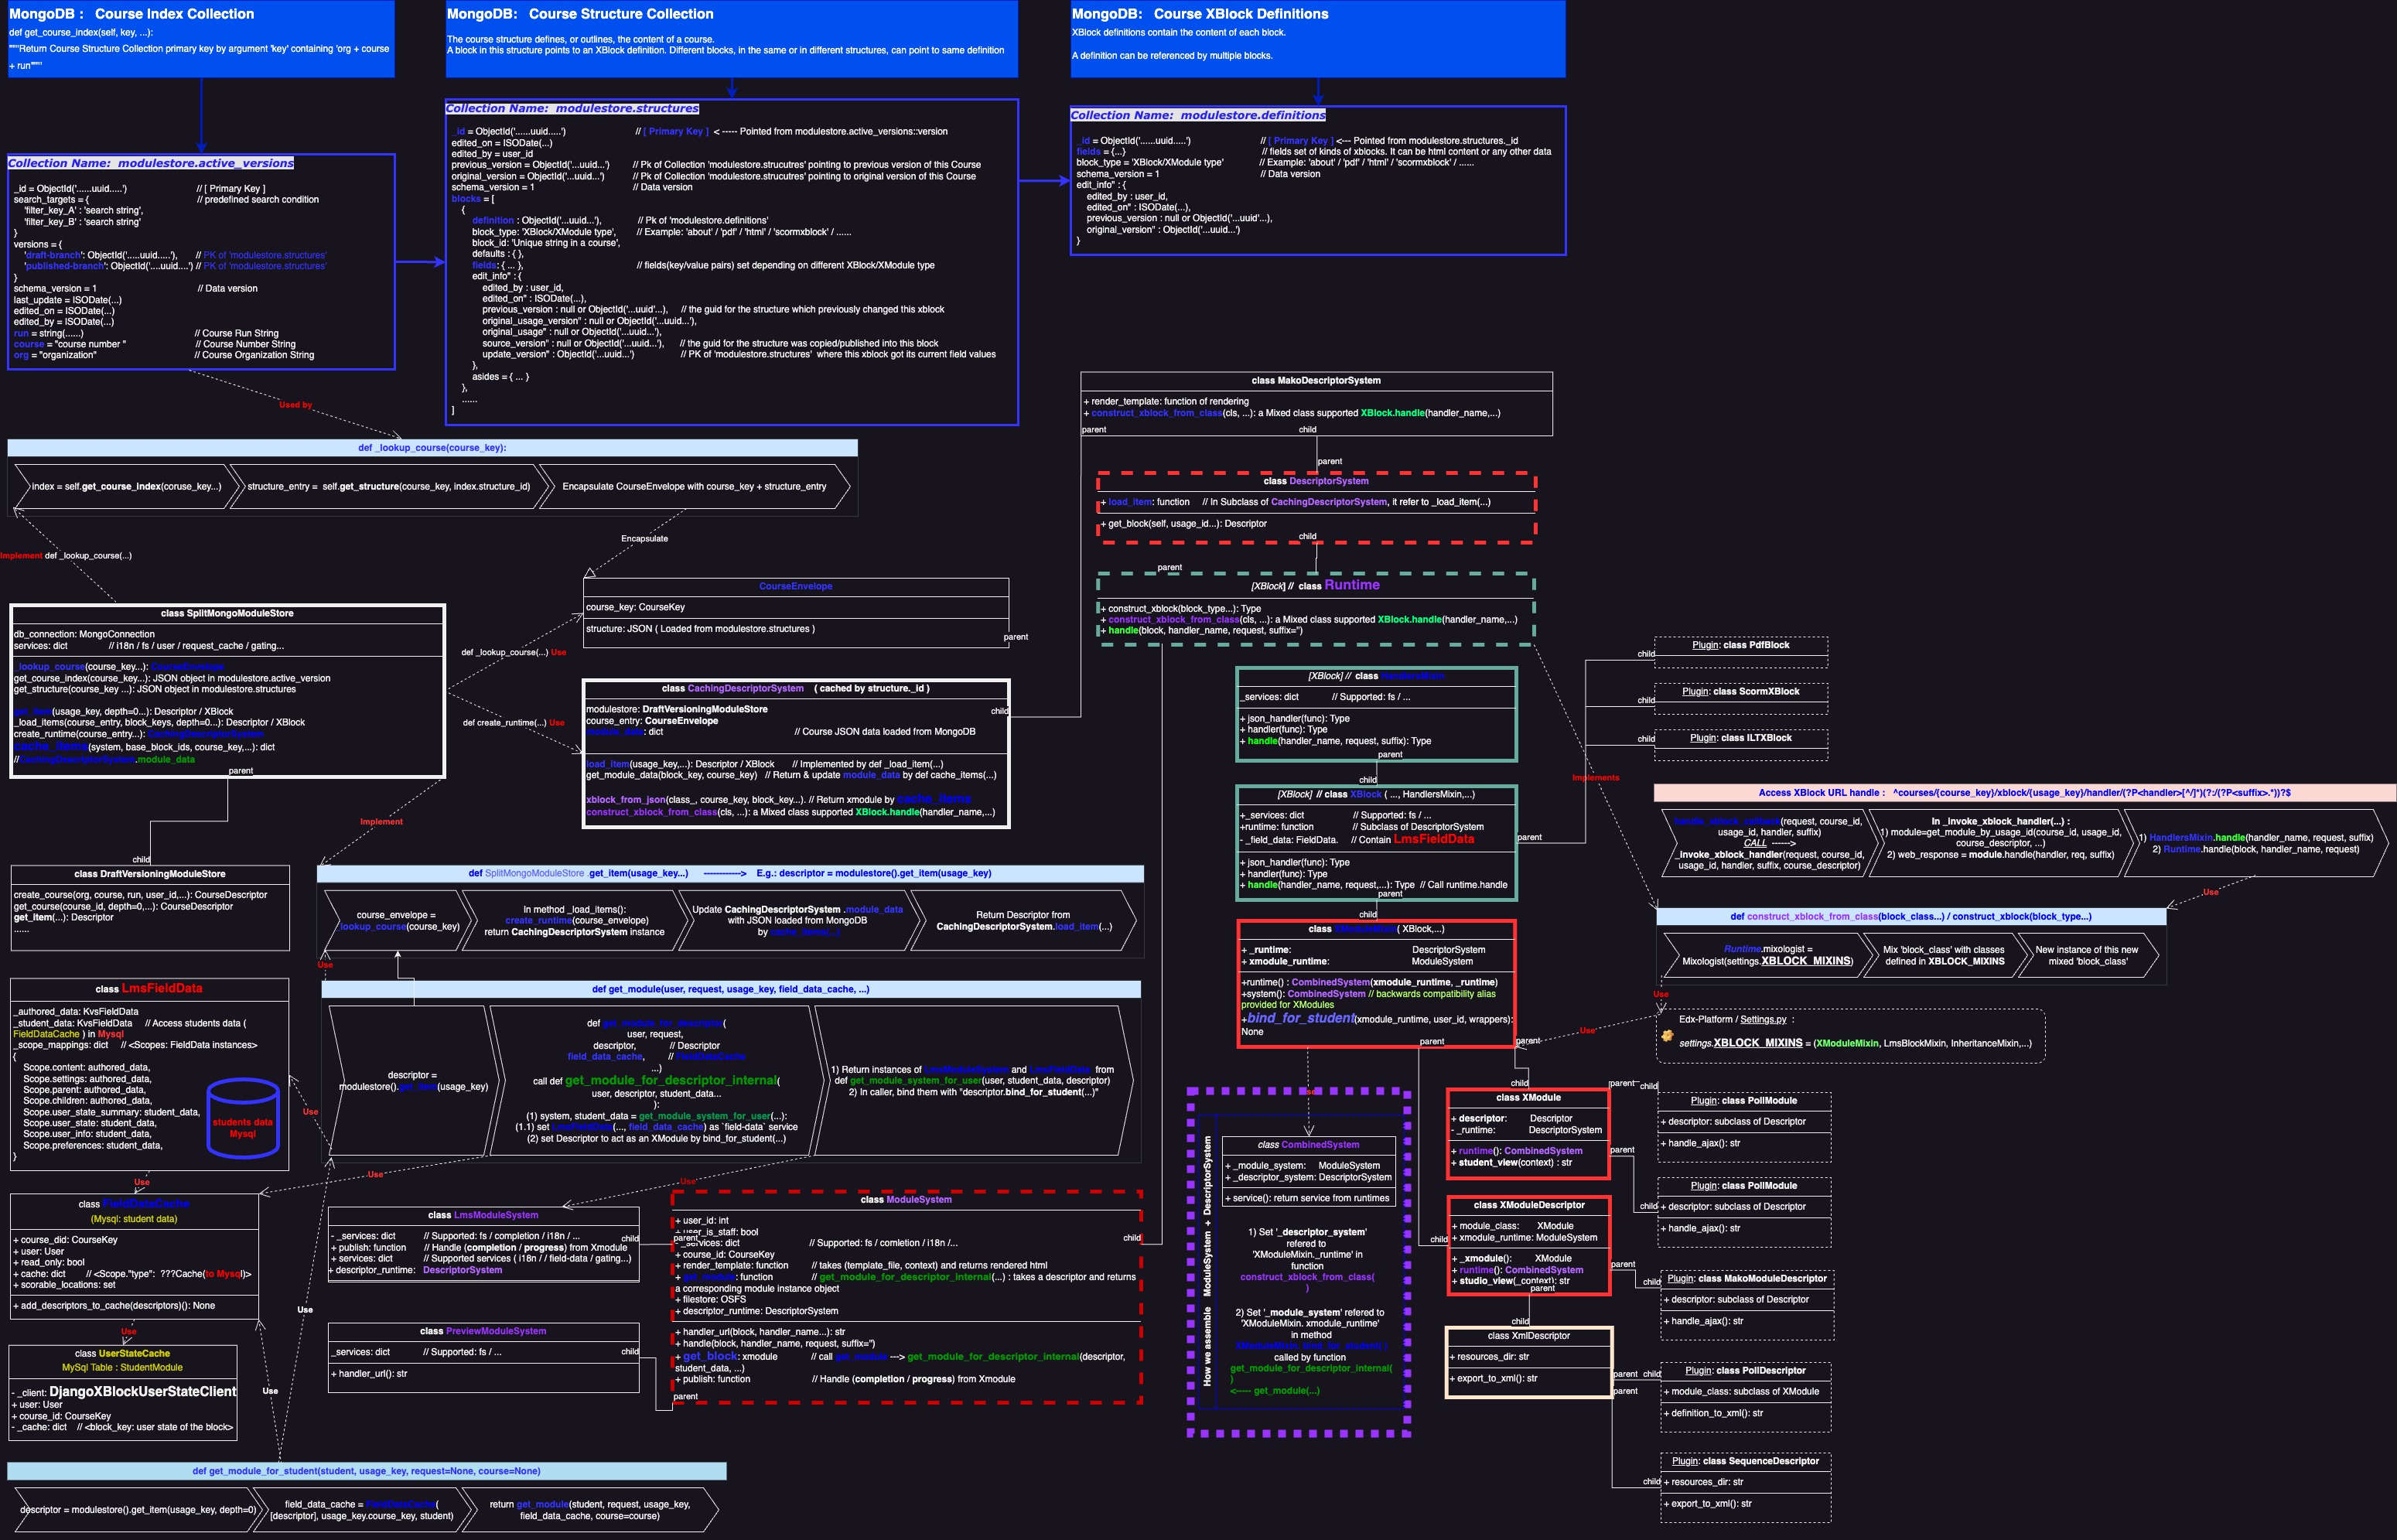 MongoDB :   Course Index Collection
def get_course_index(self, key, ...):
"""Return Course Structure Collection primary key by argument 'key' containing 'org + course
+ run"""
MongoDB:   Course Structure Collection
The course structure defines, or outlines, the content of a course.
A block in this structure points to an XBlock definition. Different blocks, in the same or in different structures, can point to same definition
MongoDB:   Course XBlock Definitions
XBlock definitions contain the content of each block.
A definition can be referenced by multiple blocks.
Collection Name:  modulestore.active_versions
_id = ObjectId('......uuid.....')   // [ Primary Key ]
search_targets = {   // predefined search condition
'filter_key_A' : 'search string',
'filter_key_B' : 'search string'
}
versions = {
'draft-branch': ObjectId('.....uuid.....'),   // PK of 'modulestore.structures'
'published-branch': ObjectId('....uuid....') // PK of 'modulestore.structures'
}
schema_version = 1   // Data version
last_update = ISODate(...)
edited_on = ISODate(...)
edited_by = ISODate(...)
run = string(......)   // Course Run String
course = "course number "   // Course Number String
org = "organization"   // Course Organization String
Collection Name:  modulestore.structures
_id = ObjectId('......uuid.....')   // [ Primary Key ]  < ----- Pointed from modulestore.active_versions::version
edited_on = ISODate(...)
edited_by = user_id
previous_version = ObjectId('...uuid...')   // Pk of Collection 'modulestore.strucutres' pointing to previous version of this Course
original_version = ObjectId('...uuid...')   // Pk of Collection 'modulestore.strucutres' pointing to original version of this Course
schema_version = 1   // Data version
blocks = [
{
definition : ObjectId('...uuid...'),   // Pk of 'modulestore.definitions'
block_type: 'XBlock/XModule type',   // Example: 'about' / 'pdf' / 'html' / 'scormxblock' / ......
block_id: 'Unique string in a course',
defaults : { },
fields: { ... },   // fields(key/value pairs) set depending on different XBlock/XModule type
edit_info" : {
edited_by : user_id,
edited_on" : ISODate(...),
previous_version : null or ObjectId('...uuid'...),   // the guid for the structure which previously changed this xblock
original_usage_version" : null or ObjectId('...uuid...'),
original_usage" : null or ObjectId('...uuid...'),
source_version" : null or ObjectId('...uuid...'),   // the guid for the structure was copied/published into this block
update_version" : ObjectId('...uuid...')   // PK of 'modulestore.structures'  where this xblock got its current field values
},
asides = { ... }
},
......
]
Collection Name:  modulestore.definitions
_id = ObjectId('......uuid.....')   // [ Primary Key ] <--- Pointed from modulestore.structures._id
fields = {...}   // fields set of kinds of xblocks. It can be html content or any other data
block_type = 'XBlock/XModule type'   // Example: 'about' / 'pdf' / 'html' / 'scormxblock' / ......
schema_version = 1   // Data version
edit_info" : {
edited_by : user_id,
edited_on" : ISODate(...),
previous_version : null or ObjectId('...uuid'...),
original_version" : ObjectId('...uuid...')
}
Used by
def _lookup_course(course_key):
index = self.get_course_index(coruse_key...)
structure_entry =  self.get_structure(course_key, index.structure_id)
Encapsulate CourseEnvelope with course_key + structure_entry
Implement def _lookup_course(...)
Encapsulate
class SplitMongoModuleStore
db_connection: MongoConnection
services: dict   // i18n / fs / user / request_cache / gating...
_lookup_course(course_key...): CourseEnvelope
get_course_index(course_key...): JSON object in modulestore.active_version
get_structure(course_key ...): JSON object in modulestore.structures
get_item(usage_key, depth=0...): Descriptor / XBlock
_load_items(course_entry, block_keys, depth=0...): Descriptor / XBlock
create_runtime(course_entry...): CachingDescriptorSystem
cache_items(system, base_block_ids, course_key,...): dict
//CachingDescriptorSystem.module_data
parent
child
CourseEnvelope
course_key: CourseKey
structure: JSON ( Loaded from modulestore.structures )
def _lookup_course(...) Use
def create_runtime(...) Use
class CachingDescriptorSystem    ( cached by structure._id )
modulestore: DraftVersioningModuleStore
course_entry: CourseEnvelope
module_data: dict   // Course JSON data loaded from MongoDB
load_item(usage_key,...): Descriptor / XBlock   // Implemented by def _load_item(...)
get_module_data(block_key, course_key)   // Return & update module_data by def cache_items(...)
xblock_from_json(class_, course_key, block_key...). // Return xmodule by cache_items
construct_xblock_from_class(cls, ...): a Mixed class supported XBlock.handle(handler_name,...)
parent
child
class MakoDescriptorSystem
+ render_template: function of rendering
+ construct_xblock_from_class(cls, ...): a Mixed class supported XBlock.handle(handler_name,...)
parent
child
parent
class DescriptorSystem
+ load_item: function   // In Subclass of CachingDescriptorSystem, it refer to _load_item(...)
+ get_block(self, usage_id...): Descriptor
child
parent
[XBlock] //  class Runtime
+ construct_xblock(block_type...): Type
+ construct_xblock_from_class(cls, ...): a Mixed class supported XBlock.handle(handler_name,...)
+ handle(block, handler_name, request, suffix='')
[XBlock] //  class HandlersMixin
_services: dict   // Supported: fs / ...
+ json_handler(func): Type
+ handler(func): Type
+ handle(handler_name, request, suffix): Type
parent
child
[XBlock]  // class XBlock ( ..., HandlersMixin,...)
+_services: dict   // Supported: fs / ...
+runtime: function   // Subclass of DescriptorSystem
- _field_data: FieldData.   // Contain LmsFieldData
+ json_handler(func): Type
+ handler(func): Type
+ handle(handler_name, request,...): Type  // Call runtime.handle
parent
parent
child
class XModuleMixin( XBlock,...)
+ _runtime:   DescriptorSystem
+ xmodule_runtime:   ModuleSystem
+runtime() : CombinedSystem(xmodule_runtime, _runtime)
+system(): CombinedSystem // backwards compatibility alias
provided for XModules
+bind_for_student(xmodule_runtime, user_id, wrappers):
None
parent
parent
child
Plugin: class PdfBlock
child
Plugin: class ScormXBlock
child
Plugin: class ILTXBlock
child
Implements
Access XBlock URL handle :   ^courses/{course_key}/xblock/{usage_key}/handler/(?P<handler>[^/]*)(?:/(?P<suffix>.*))?$
handle_xblock_callback(request, course_id,
usage_id, handler, suffix)
CALL  ------>
_invoke_xblock_handler(request, course_id,
usage_id, handler, suffix, course_descriptor)
In _invoke_xblock_handler(...) :
1) module=get_module_by_usage_id(course_id, usage_id,
course_descriptor, ...)
2) web_response = module.handle(handler, req, suffix)
1) HandlersMixin.handle(handler_name, request, suffix)
2)  Runtime.handle(block, handler_name, request)
Use
def construct_xblock_from_class(block_class...) / construct_xblock(block_type...)
Runtime.mixologist =
Mixologist(settings.XBLOCK_MIXINS)
Mix 'block_class' with classes
defined in XBLOCK_MIXINS
New instance of this new
mixed 'block_class'
Use
Use
Edx-Platform / Settings.py  :
settings.XBLOCK_MIXINS = (XModuleMixin, LmsBlockMixin, InheritanceMixin,...)
Implement
class DraftVersioningModuleStore
create_course(org, course, run, user_id,...): CourseDescriptor
get_course(course_id, depth=0,...): CourseDescriptor
get_item(...): Descriptor
......
def SplitMongoModuleStore .get_item(usage_key...)      ------------>    E.g.: descriptor = modulestore().get_item(usage_key)
course_envelope =
_lookup_course(course_key)
In method _load_items():
create_runtime(course_envelope)
return CachingDescriptorSystem instance
Update CachingDescriptorSystem .module_data
with JSON loaded from MongoDB
by cache_items(...)
Return Descriptor from
CachingDescriptorSystem.load_item(...)
Use
class LmsFieldData
_authored_data: KvsFieldData
_student_data: KvsFieldData   // Access students data (
FieldDataCache ) in Mysql
_scope_mappings: dict   // <Scopes: FieldData instances>
{
Scope.content: authored_data,
Scope.settings: authored_data,
Scope.parent: authored_data,
Scope.children: authored_data,
Scope.user_state_summary: student_data,
Scope.user_state: student_data,
Scope.user_info: student_data,
Scope.preferences: student_data,
}
students data
Mysql
Use
Use
def get_module(user, request, usage_key, field_data_cache, ...)
descriptor =
modulestore().get_item(usage_key)
def get_module_for_descriptor(
user, request,
descriptor,   // Descriptor
field_data_cache,   // FieldDataCache
...)
call def get_module_for_descriptor_internal(
user, descriptor, student_data...
):
(1) system, student_data = get_module_system_for_user(...):
(1.1) set LmsFieldData(..., field_data_cache) as `field-data` service
(2) set Descriptor to act as an XModule by bind_for_student(...)
1) Return instances of LmsModuleSystem and LmsFieldData  from
def get_module_system_for_user(user, student_data, descriptor)
2) In caller, bind them with "descriptor.bind_for_student(...)"
Use
Use
class FieldDataCache
(Mysql: student data)
+ course_did: CourseKey
+ user: User
+ read_only: bool
+ cache: dict   // <Scope."type":  ???Cache(to Mysql)>
+ scorable_locations: set
+ add_descriptors_to_cache(descriptors)(): None
Use
class UserStateCache
MySql Table : StudentModule
- _client: DjangoXBlockUserStateClient
+ user: User
+ course_id: CourseKey
- _cache: dict   // <block_key: user state of the block>
Use
Use
class LmsModuleSystem
- _services: dict   // Supported: fs / completion / i18n / ...
+ publish: function   // Handle (completion / progress) from Xmodule
+ services: dict   // Supported services ( i18n / / field-data / gating...)
+ descriptor_runtime:   DescriptorSystem
child
class PreviewModuleSystem
_services: dict   // Supported: fs / ...
+ handler_url(): str
child
class ModuleSystem
+ user_id: int
+ user_is_staff: bool
parent
- _services: dict   // Supported: fs / comletion / i18n /...
child
+ course_id: CourseKey
+ render_template: function   // takes (template_file, context) and returns rendered html
+ get_module: function   // get_module_for_descriptor_internal(...) : takes a descriptor and returns
a corresponding module instance object
+ filestore: OSFS
+ descriptor_runtime: DescriptorSystem
+ handler_url(block, handler_name...): str
+ handle(block, handler_name, request, suffix='')
+ get_block: xmodule   // call get_module ---> get_module_for_descriptor_internal(descriptor,
student_data, ...)
+ publish: function   // Handle (completion / progress) from Xmodule
parent
How we assemble   ModuleSystem  +  DescriptorSystem
class CombinedSystem
+ _module_system:   ModuleSystem
+ _descriptor_system: DescriptorSystem
+ service(): return service from runtimes
1) Set '_descriptor_system'
refered to
'XModuleMixin._runtime' in
function
construct_xblock_from_class(
)
2) Set '_module_system' refered to
'XModuleMixin. xmodule_runtime'
in method
XModuleMixin. bind_for_student( )
called by function
get_module_for_descriptor_internal(
)
<----- get_module(...)
class XModule
+ descriptor:   Descriptor
- _runtime:   DescriptorSystem
+ runtime(): CombinedSystem
+ student_view(context) : str
parent
parent
class XModuleDescriptor
+ module_class:   XModule
+ xmodule_runtime: ModuleSystem
+ _xmodule():   XModule
+ runtime(): CombinedSystem
+ studio_view(_context): str
child
parent
parent
child
class XmlDescriptor
+ resources_dir: str
+ export_to_xml(): str
parent
parent
child
Plugin: class PollModule
+ descriptor: subclass of Descriptor
+ handle_ajax(): str
Plugin: class PollModule
child
+ descriptor: subclass of Descriptor
+ handle_ajax(): str
Plugin: class MakoModuleDescriptor
child
+ descriptor: subclass of Descriptor
+ handle_ajax(): str
Plugin: class PollDescriptor
child
+ module_class: subclass of XModule
+ definition_to_xml(): str
Plugin: class SequenceDescriptor
child
+ resources_dir: str
+ export_to_xml(): str
def get_module_for_student(student, usage_key, request=None, course=None)
descriptor = modulestore().get_item(usage_key, depth=0)
field_data_cache = FieldDataCache(
[descriptor], usage_key.course_key, student)
return get_module(student, request, usage_key,
field_data_cache, course=course)